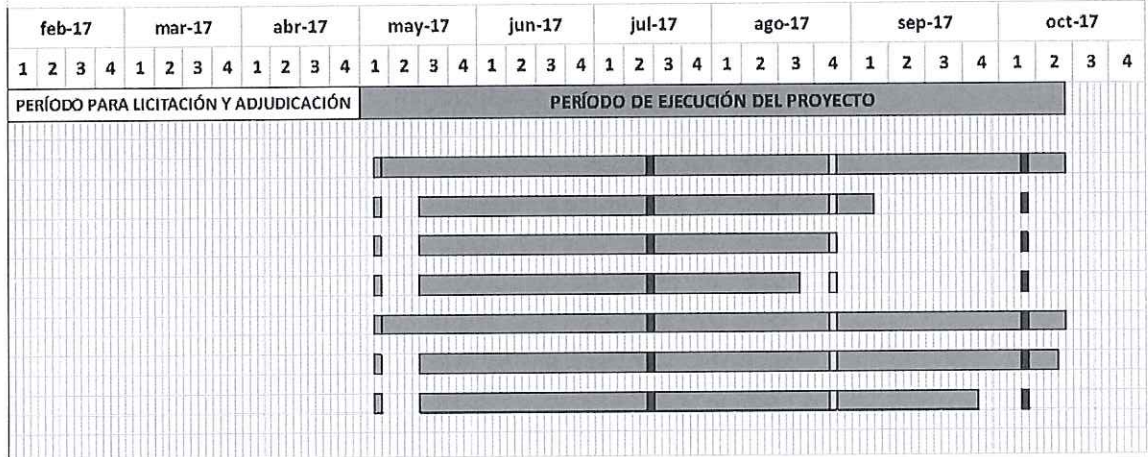 feb-17 mar-17 abr-17 may-17 jun-17 jul-17 ago-17 sep-17 oct-17
1 2 3 4 1 2 3 4 1 2 3 4 1 2 3 4 1 2 3 4 1 2 3 4 1 2 3 4 1 2 3 4 1 2 3 4
PERÍODO PARA LICITACIÓN Y ADJUDICACIÓN PERÍODO DE EJECUCIÓN DEL PROYECTO